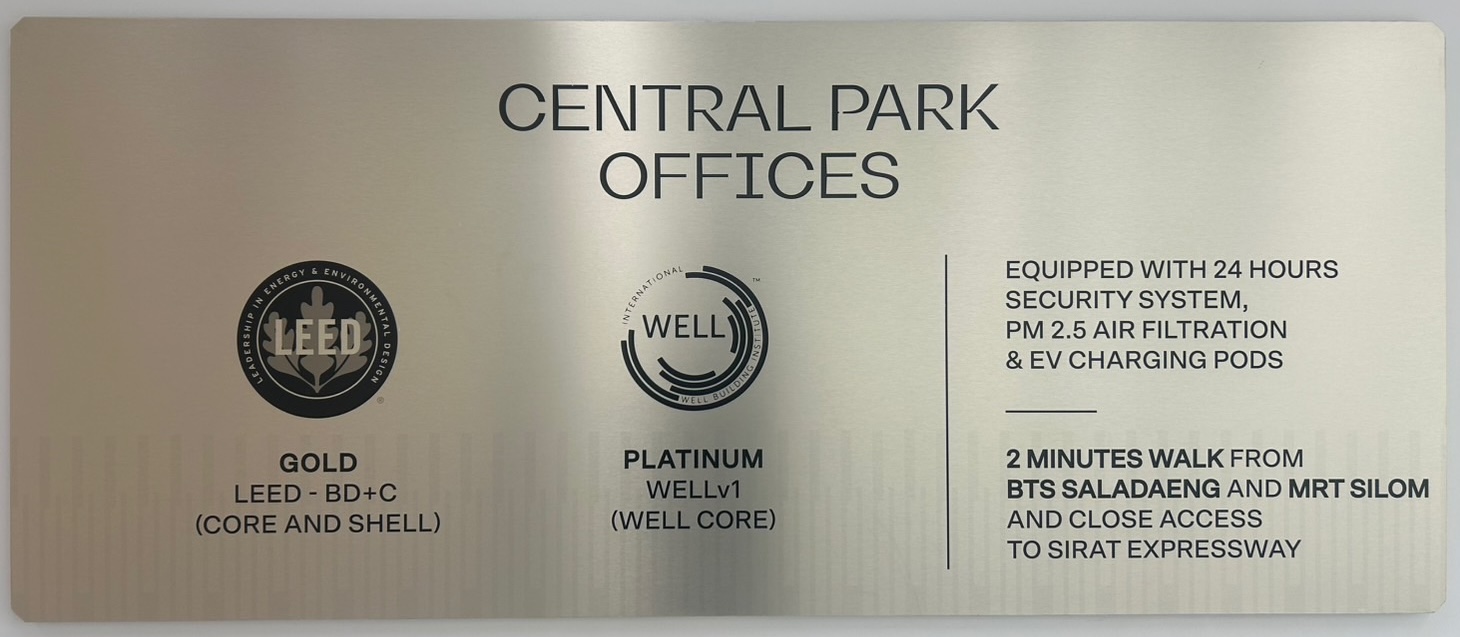 CENTRAL PARK
OFFICES
LEADERSHIP IN ENERGY & ENVIRONMENTAL DESIGN
LEED
®
GOLD
LEED - BD+C
(CORE AND SHELL)
INTERNATIONAL
WELL BUILDING INSTITUTE
™
WELL
PLATINUM
WELLv1
(WELL CORE)
EQUIPPED WITH 24 HOURS
SECURITY SYSTEM,
PM 2.5 AIR FILTRATION
& EV CHARGING PODS
2 MINUTES WALK FROM
BTS SALADAENG AND MRT SILOM
AND CLOSE ACCESS
TO SIRAT EXPRESSWAY